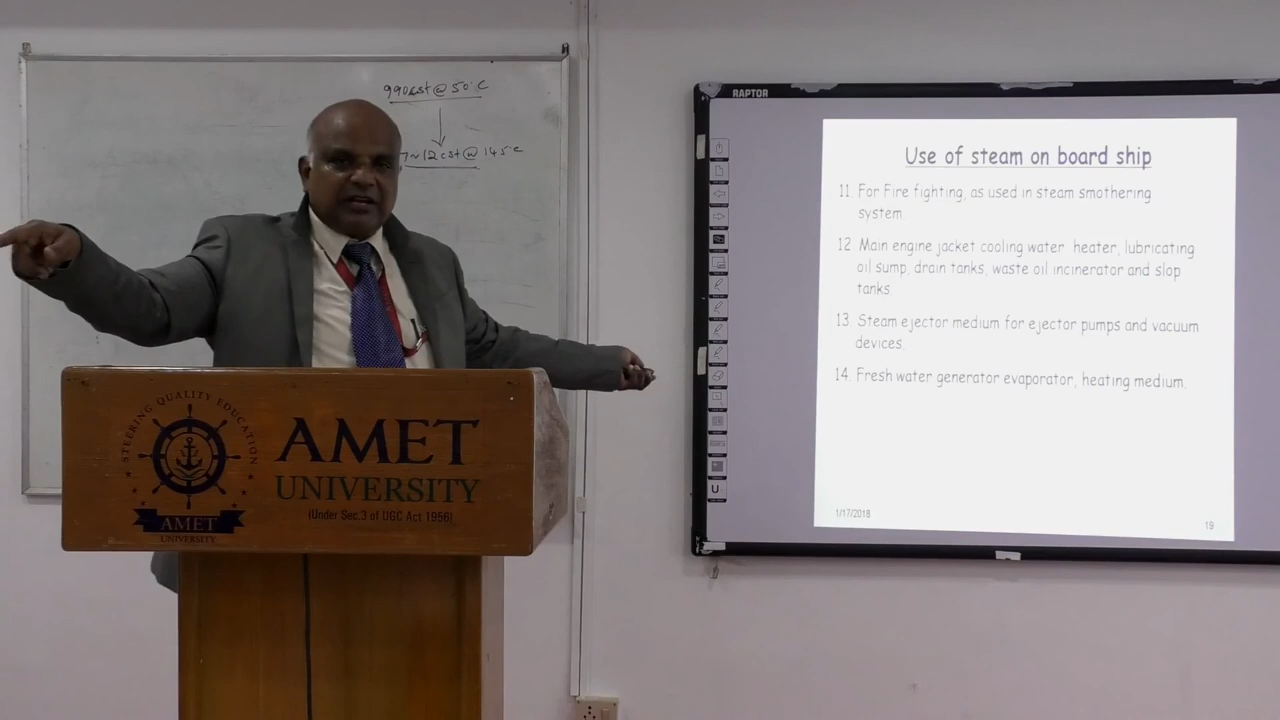 990cst@50°C
7~12cst@145°C
RAPTOR
Use of steam on board ship
11. For Fire fighting, as used in steam smothering
system
12 Main engine jacket cooling water heater, lubricating
oil sump, drain tanks, waste oil incinerator and slop
tanks.
13. Steam ejector medium for ejector pumps and vacuum
devices.
14. Fresh water generator evaporator, heating medium.
1/17/2018
19
STEERING QUALITY EDUCATION
AMET
UNIVERSITY
AMET
UNIVERSITY
(Under Sec.3 of UGC Act 1956)
U